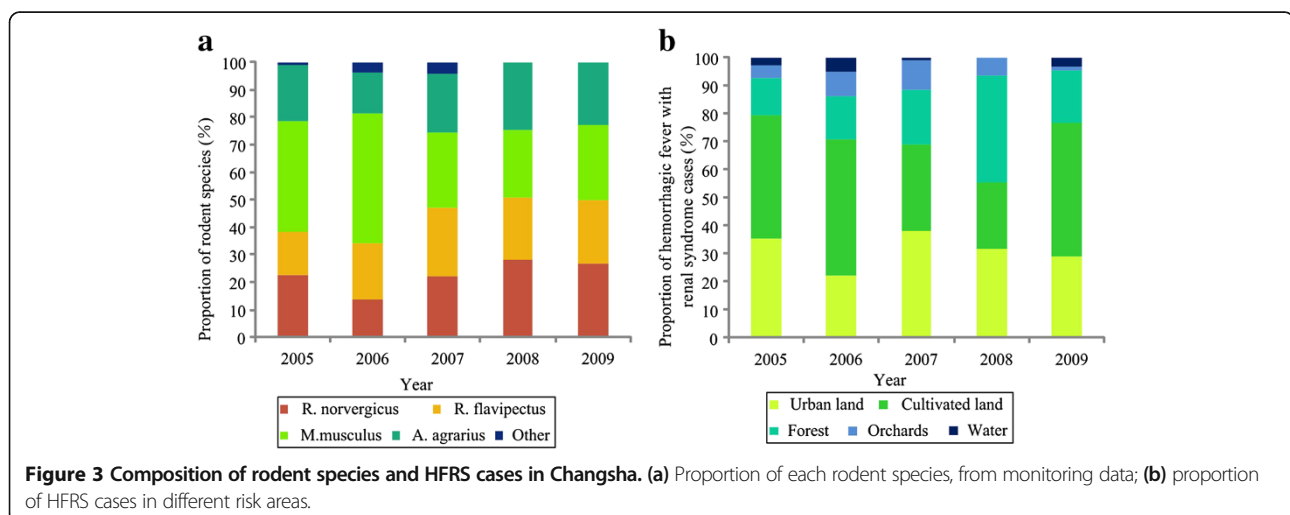 a
Proportion of rodent species (%)
100
90
80
70
60
50
40
30
20
10
0
2005 2006 2007 2008 2009
Year
R. norvergicus R. flavipectus
M.musculus A. agrarius Other
b
Proportion of hemorrhagic fever with
renal syndrome cases (%)
100
90
80
70
60
50
40
30
20
10
0
2005 2006 2007 2008 2009
Year
Urban land Cultivated land
Forest Orchards Water
Figure 3 Composition of rodent species and HFRS cases in Changsha. (a) Proportion of each rodent species, from monitoring data; (b) proportion
of HFRS cases in different risk areas.